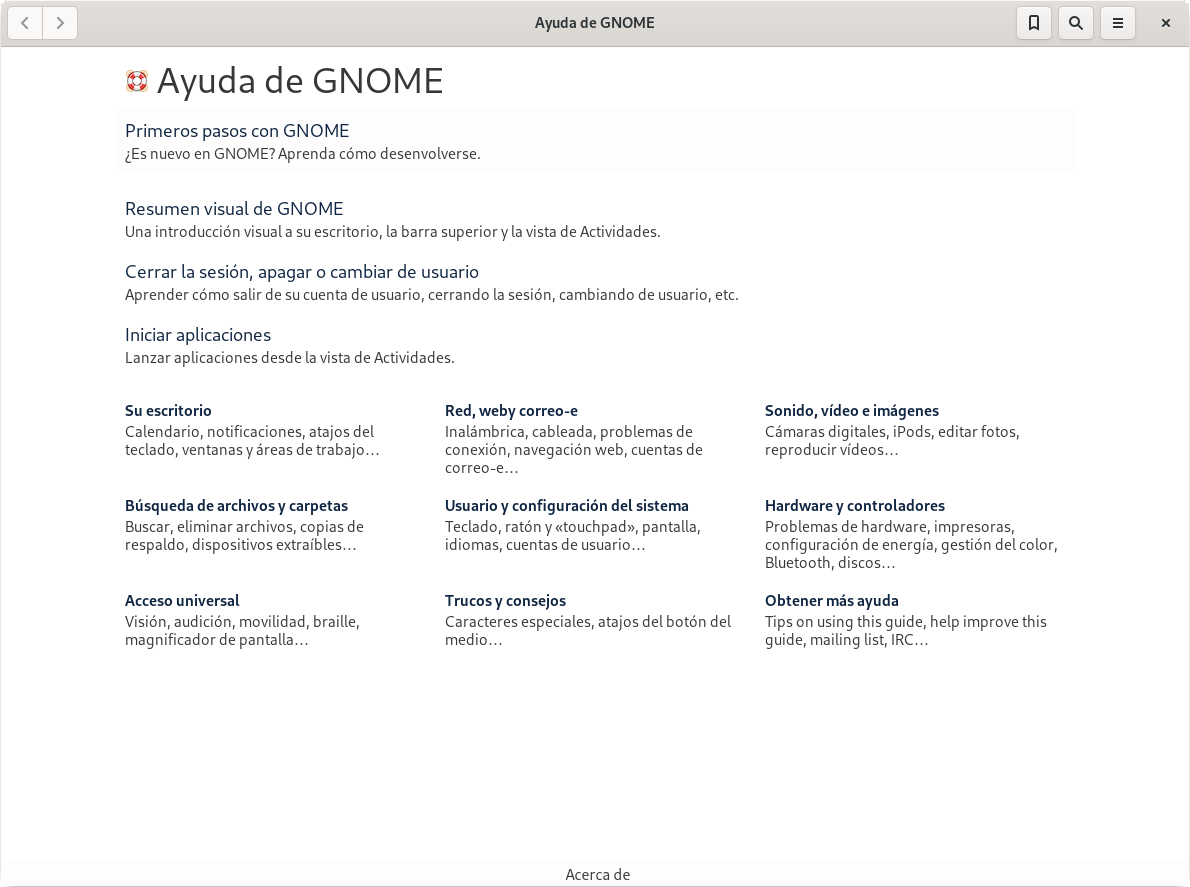 Ayuda de GNOME
Ayuda de GNOME
Primeros pasos con GNOME
¿Es nuevo en GNOME? Aprenda cómo desenvolverse.
Resumen visual de GNOME
Una introducción visual a su escritorio, la barra superior y la vista de Actividades.
Cerrar la sesión, apagar o cambiar de usuario
Aprender cómo salir de su cuenta de usuario, cerrando la sesión, cambiando de usuario, etc.
Iniciar aplicaciones
Lanzar aplicaciones desde la vista de Actividades.
Su escritorio
Calendario, notificaciones, atajos del
teclado, ventanas y áreas de trabajo…
Red, weby correo-e
Inalámbrica, cableada, problemas de
conexión, navegación web, cuentas de
correo-e…
Sonido, vídeo e imágenes
Cámaras digitales, iPods, editar fotos,
reproducir vídeos…
Búsqueda de archivos y carpetas
Buscar, eliminar archivos, copias de
respaldo, dispositivos extraíbles…
Usuario y configuración del sistema
Teclado, ratón y «touchpad», pantalla,
idiomas, cuentas de usuario…
Hardware y controladores
Problemas de hardware, impresoras,
configuración de energía, gestión del color,
Bluetooth, discos…
Acceso universal
Visión, audición, movilidad, braille,
magnificador de pantalla…
Trucos y consejos
Caracteres especiales, atajos del botón del
medio…
Obtener más ayuda
Tips on using this guide, help improve this
guide, mailing list, IRC…
Acerca de